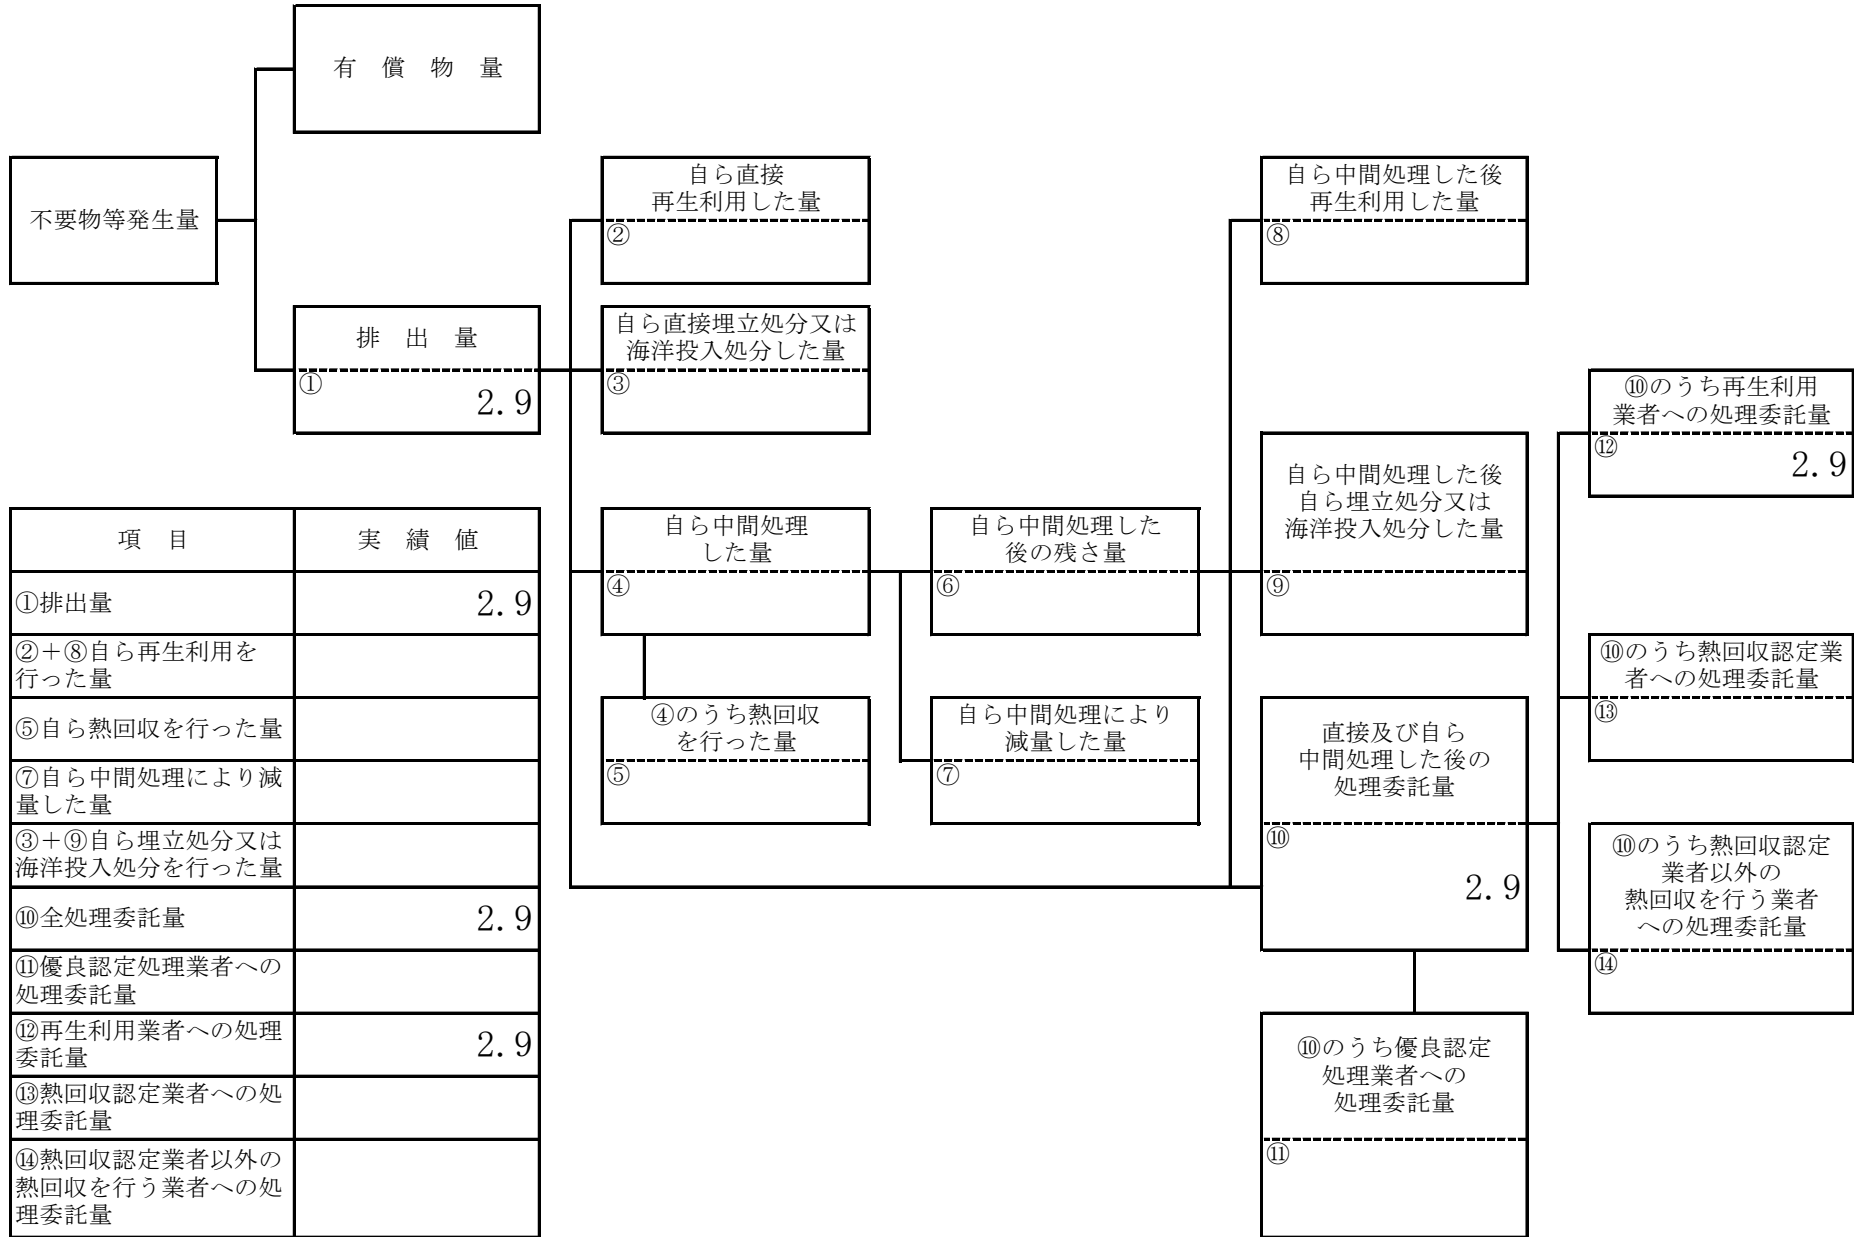 有　償　物　量
不要物等発生量
排　出　量
①
2.9
自ら直接
再生利用した量
②
自ら直接埋立処分又は
海洋投入処分した量
③
自ら中間処理
した量
④
④のうち熱回収
を行った量
⑤
自ら中間処理した
後の残さ量
⑥
自ら中間処理により
減量した量
⑦
自ら中間処理した後
再生利用した量
⑧
自ら中間処理した後
自ら埋立処分又は
海洋投入処分した量
⑨
直接及び自ら
中間処理した後の
処理委託量
⑩
2.9
⑩のうち優良認定
処理業者への
処理委託量
⑪
⑩のうち再生利用
業者への処理委託量
⑫
2.9
⑩のうち熱回収認定業
者への処理委託量
⑬
⑩のうち熱回収認定
業者以外の
熱回収を行う業者
への処理委託量
⑭
項　目　実　績　値
①排出量　2.9
②＋⑧自ら再生利用を
行った量
⑤自ら熱回収を行った量
⑦自ら中間処理により減
量した量
③＋⑨自ら埋立処分又は
海洋投入処分を行った量
⑩全処理委託量　2.9
⑪優良認定処理業者への
処理委託量
⑫再生利用業者への処理
委託量　2.9
⑬熱回収認定業者への処
理委託量
⑭熱回収認定業者以外の
熱回収を行う業者への処
理委託量